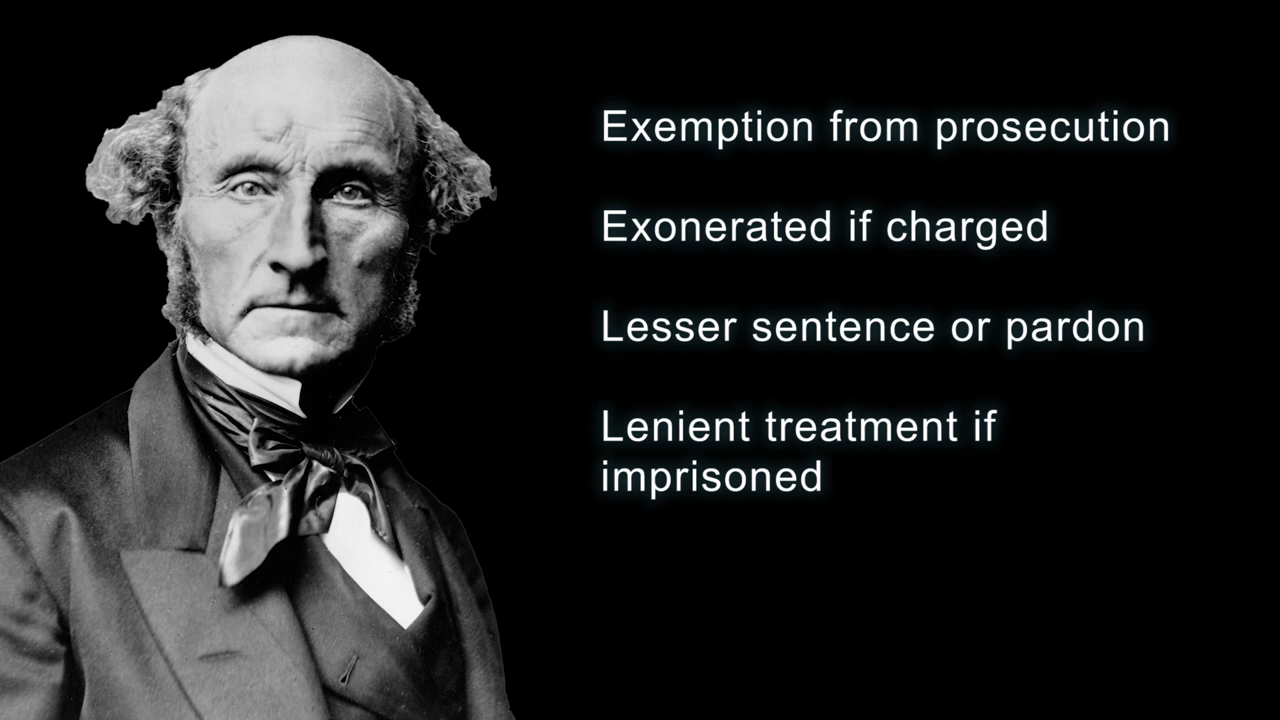 Exemption from prosecution
Exonerated if charged
Lesser sentence or pardon
Lenient treatment if
imprisoned